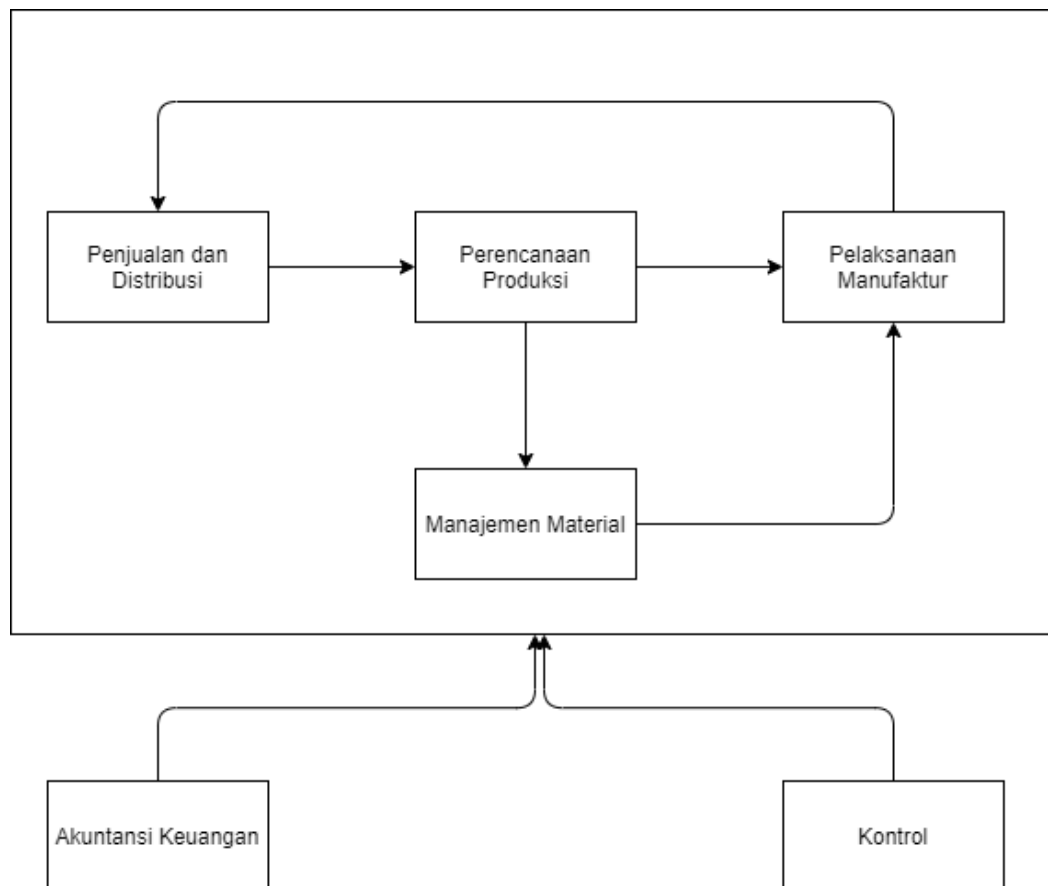 Penjualan dan
Distribusi
Perencanaan
Produksi
Pelaksanaan
Manufaktur
Manajemen Material
Akuntansi Keuangan
Kontrol